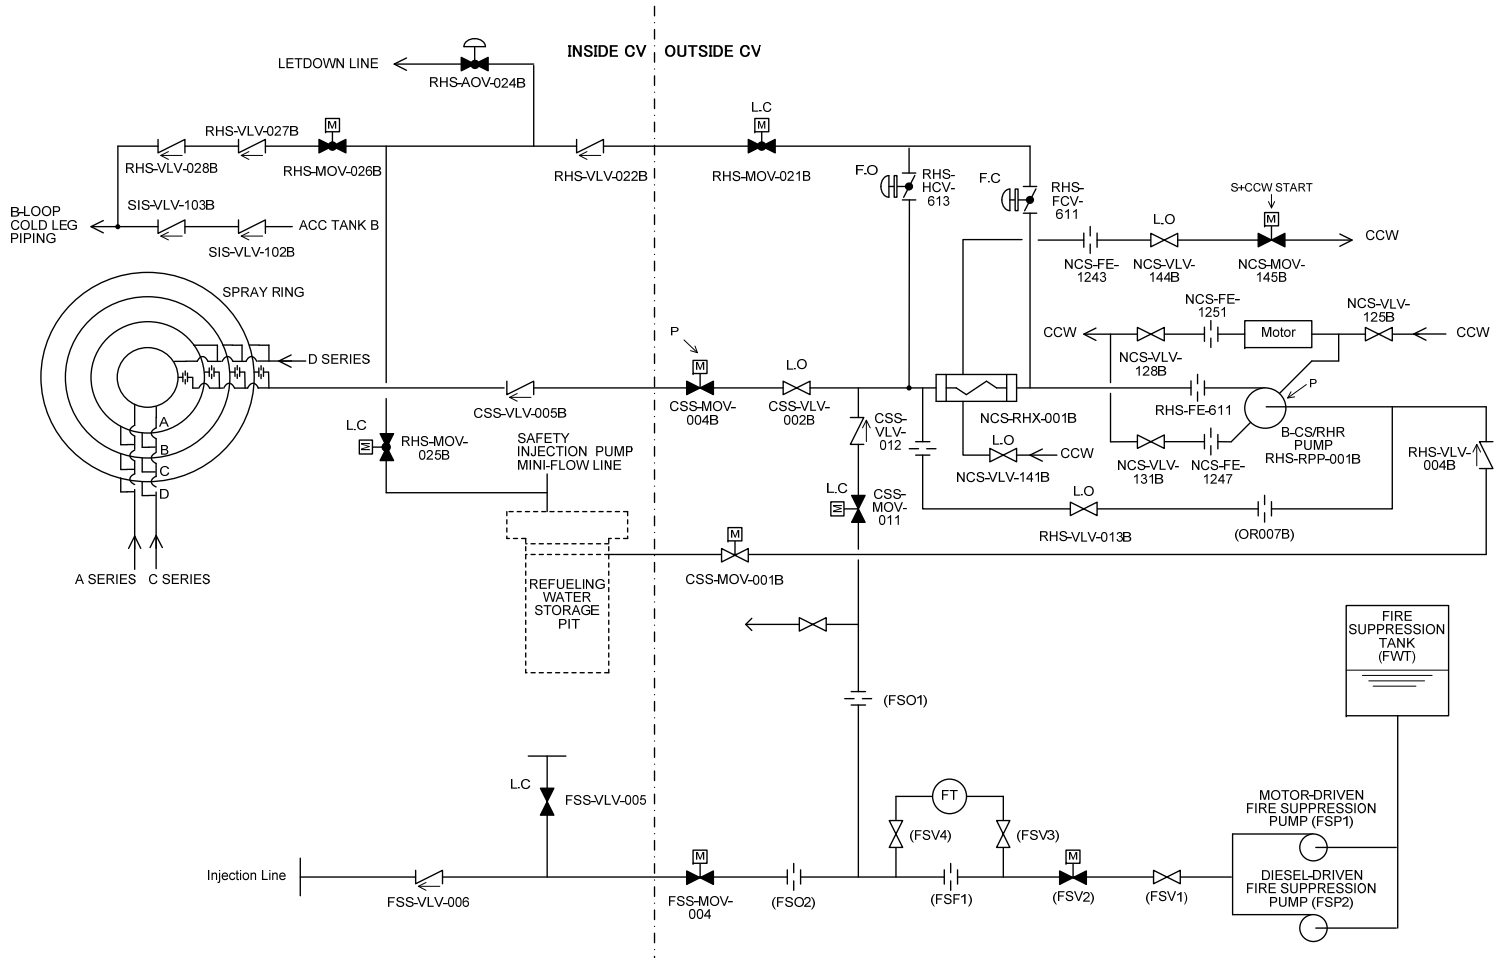 INSIDE CV
OUTSIDE CV
LETDOWN LINE
RHS-AOV-024B
L.C
M
RHS-MOV-021B
RHS-VLV-027B
M
RHS-VLV-028B
RHS-MOV-026B
RHS-VLV-022B
F.O
RHS-
HCV-
613
F.C
RHS-
FCV-
611
B-LOOP
COLD LEG
PIPING
SIS-VLV-103B
ACC TANK B
SIS-VLV-102B
S+CCW START
M
L.O
CCW
NCS-FE-
1243
NCS-VLV-
144B
NCS-MOV-
145B
SPRAY RING
D SERIES
A
B
C
D
A SERIES
C SERIES
NCS-FE-
1251
NCS-VLV-
125B
CCW
Motor
CCW
NCS-VLV-
128B
P
M
L.O
CSS-VLV-005B
CSS-MOV-
004B
CSS-VLV-
002B
CSS-
VLV-
012
NCS-RHX-001B
RHS-FE-611
P
B-CS/RHR
PUMP
RHS-RPP-001B
L.C
M
RHS-MOV-
025B
SAFETY
INJECTION PUMP
MINI-FLOW LINE
L.O
CCW
NCS-VLV-141B
NCS-VLV-
131B
NCS-FE-
1247
RHS-VLV-
004B
L.C
M
CSS-
MOV-
011
L.O
RHS-VLV-013B
(OR007B)
M
CSS-MOV-001B
REFUELING
WATER
STORAGE
PIT
FIRE
SUPPRESSION
TANK
(FWT)
(FSO1)
L.C
FSS-VLV-005
FT
(FSV4)
(FSV3)
MOTOR-DRIVEN
FIRE SUPPRESSION
PUMP (FSP1)
DIESEL-DRIVEN
FIRE SUPPRESSION
PUMP (FSP2)
Injection Line
FSS-VLV-006
M
FSS-MOV-
004
(FSO2)
(FSF1)
M
(FSV2)
(FSV1)